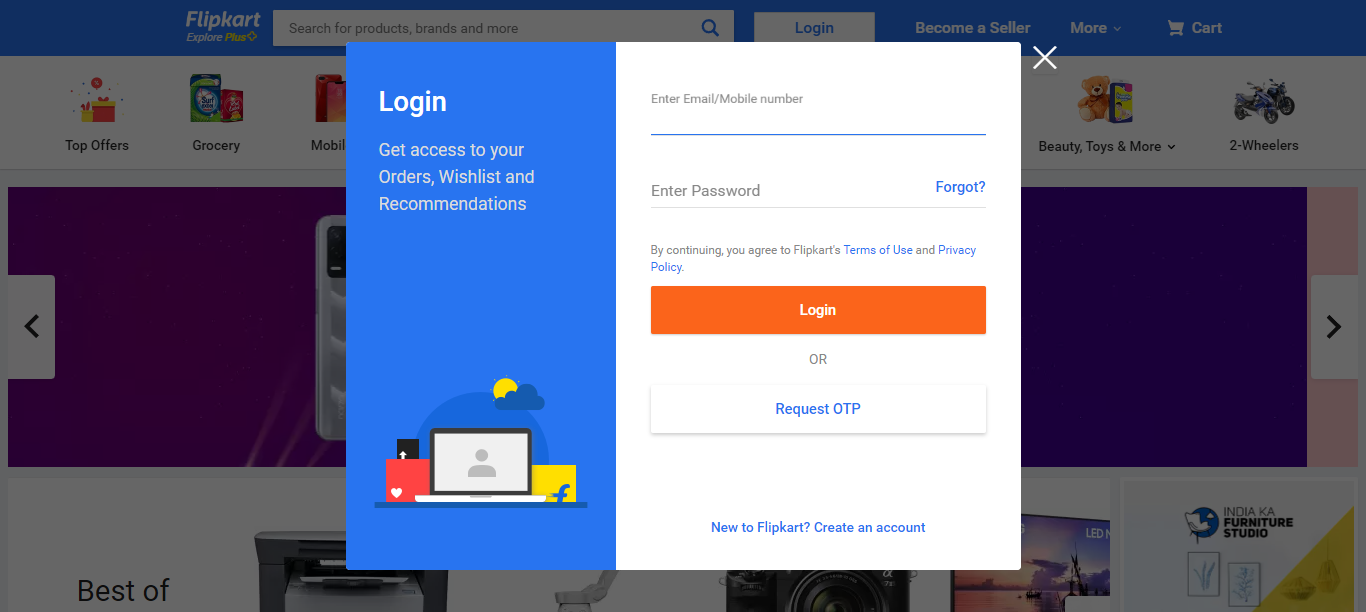 Flipkart
Explore Plus
Search for products, brands and more
Login
Become a Seller
More
Cart
Top Offers
Grocery
Beauty, Toys & More
2-Wheelers
Login
Get access to your
Orders, Wishlist and
Recommendations
Enter Email/Mobile number
Enter Password
Forgot?
By continuing, you agree to Flipkart's Terms of Use and Privacy
Policy.
Login
OR
Request OTP
New to Flipkart? Create an account
Best of
LED
INDIA KA
FURNITURE
STUDIO